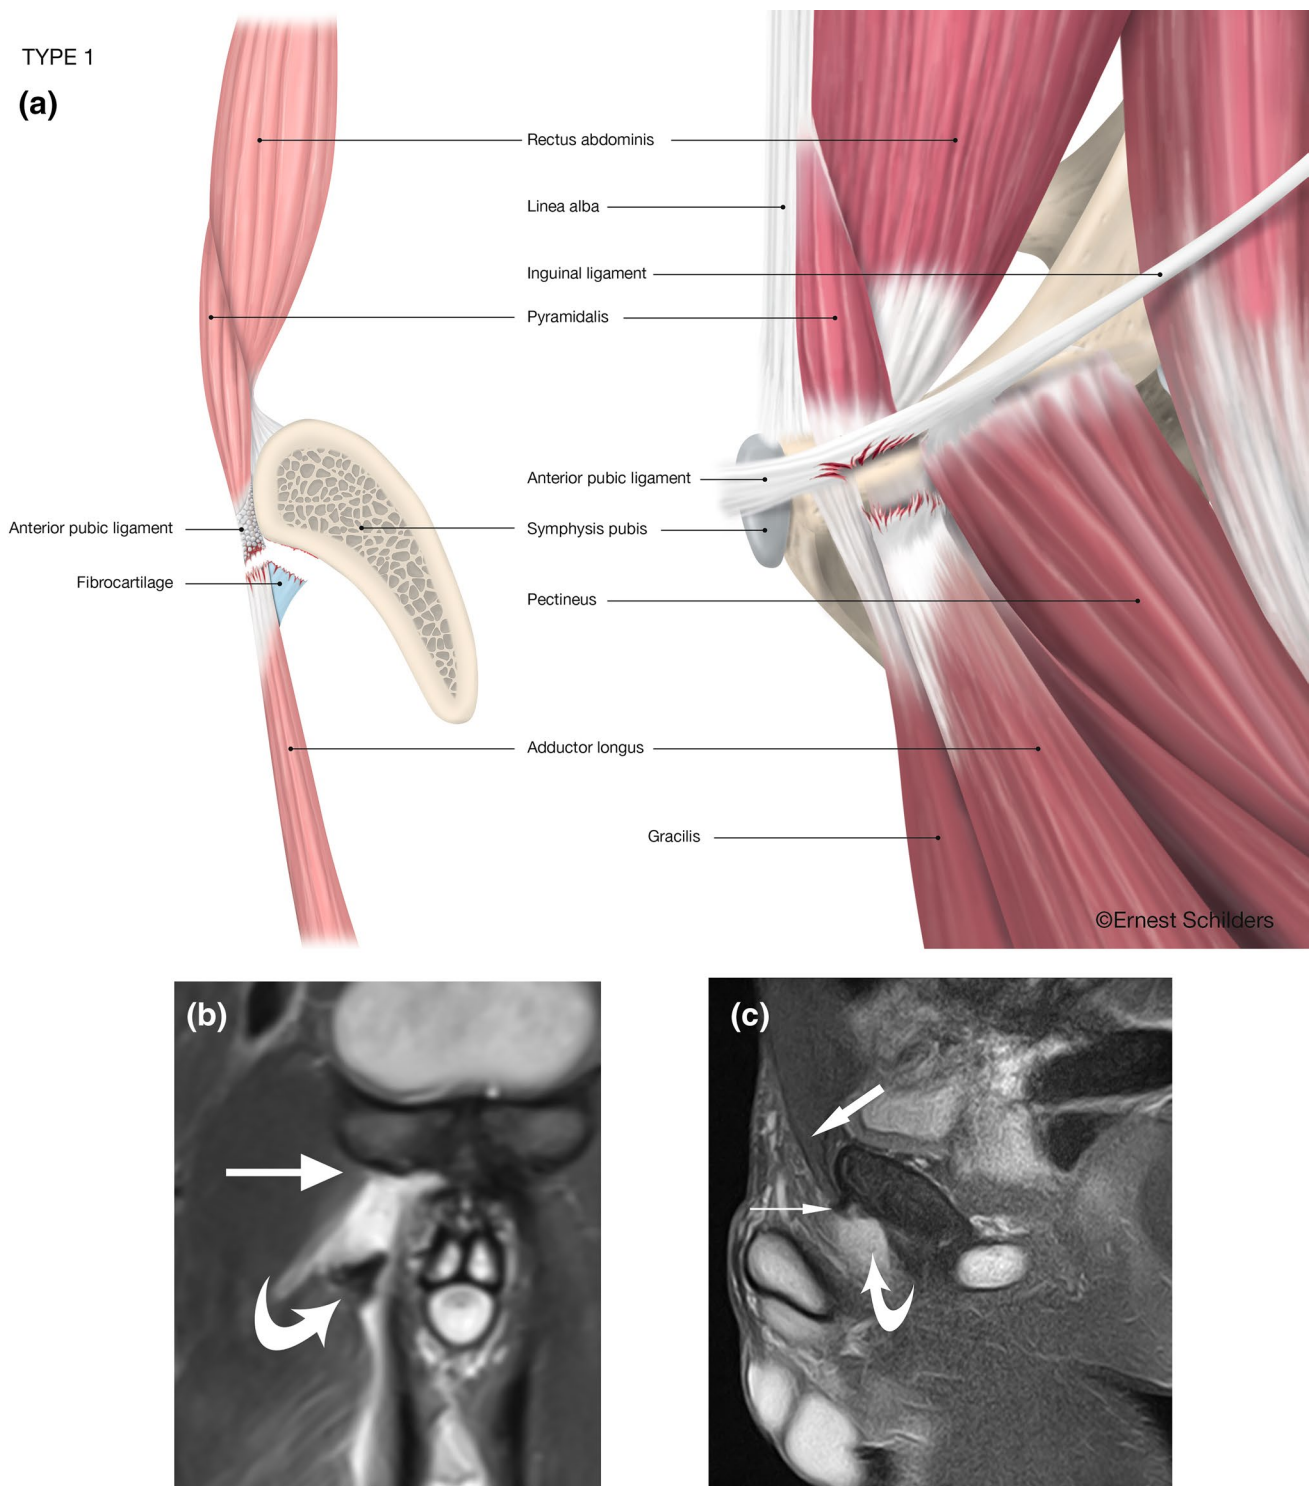 TYPE 1
(a)
Rectus abdominis
Linea alba
Inguinal ligament
Pyramidalis
Anterior pubic ligament
Anterior pubic ligament
Symphysis pubis
Fibrocartilage
Pectineus
Adductor longus
Gracilis
©Ernest Schilders
(b)
(c)